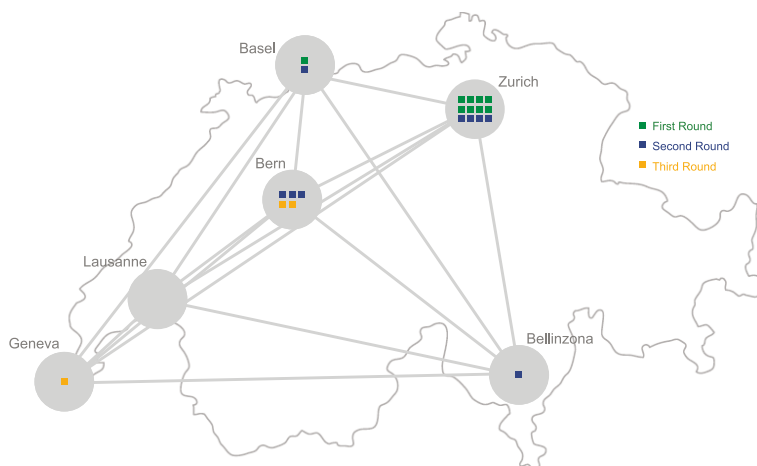 Basel
Zurich
First Round
Second Round
Third Round
Bern
Lausanne
Geneva
Bellinzona